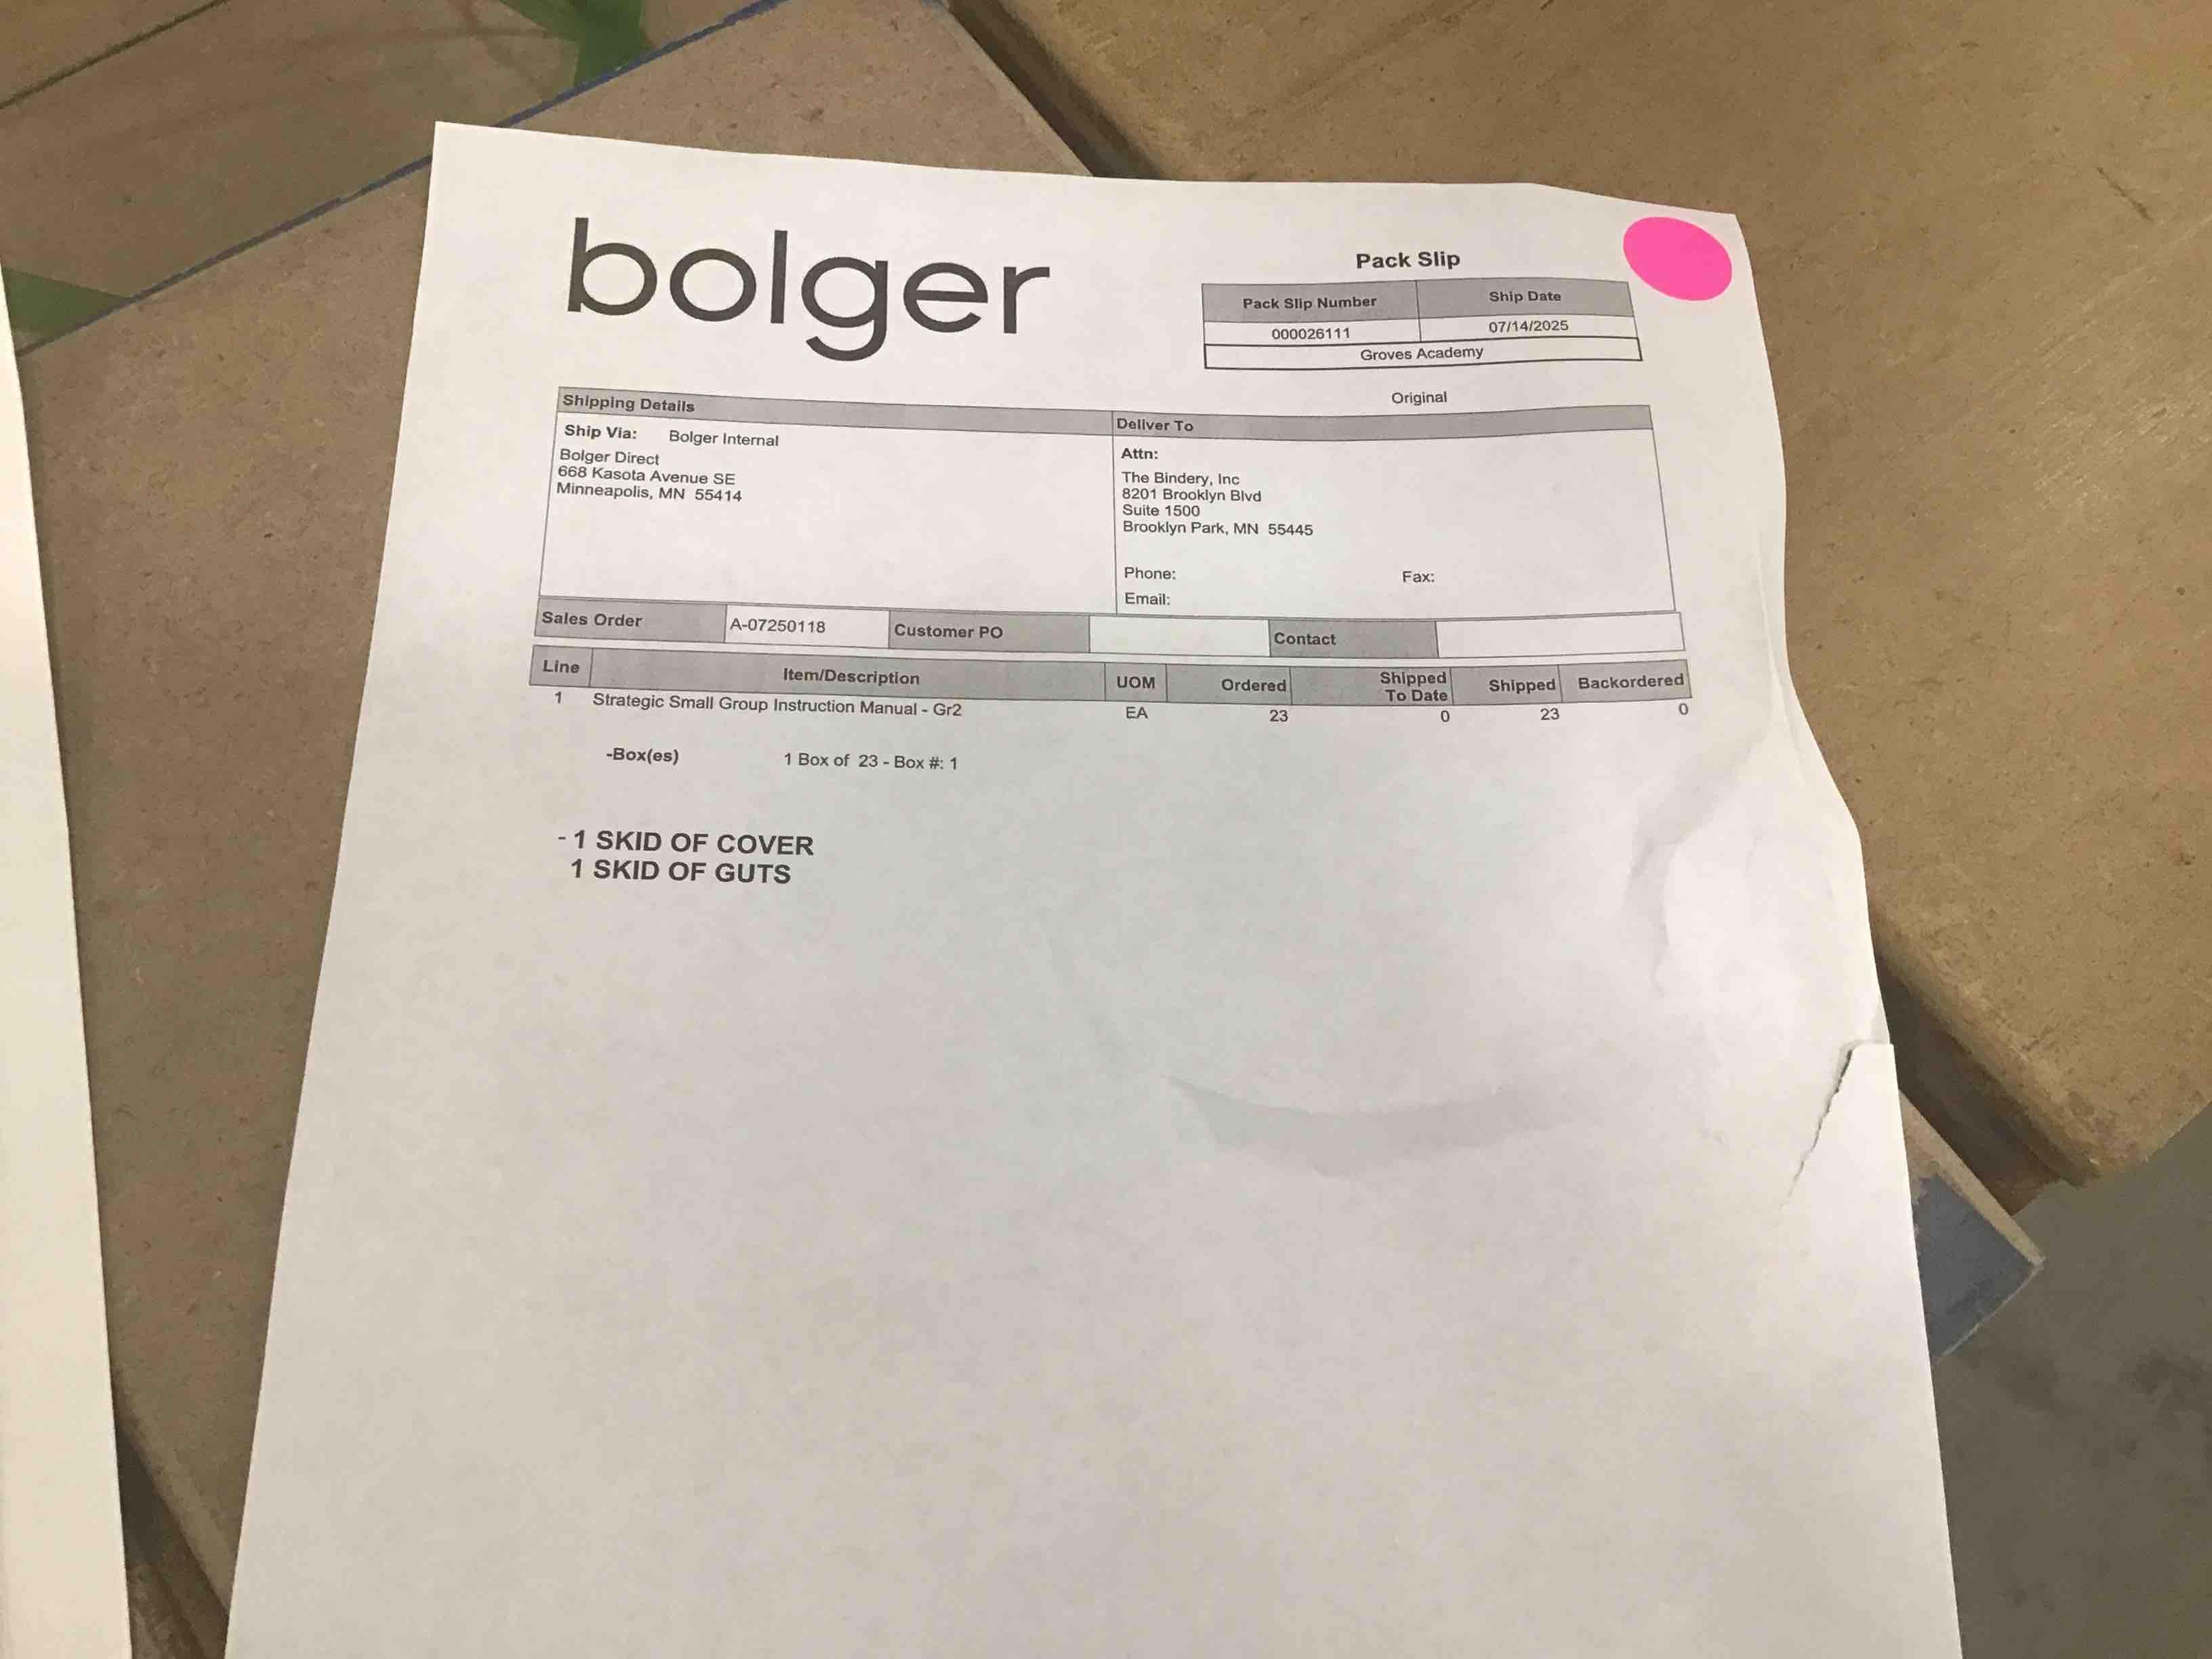 bolger
Pack Slip
Pack Slip Number Ship Date
000026111 07/14/2025
Groves Academy
Original
Shipping Details
Ship Via: Bolger Internal
Bolger Direct
668 Kasota Avenue SE
Minneapolis, MN 55414
Deliver To
Attn:
The Bindery, Inc
8201 Brooklyn Blvd
Suite 1500
Brooklyn Park, MN 55445
Phone: Fax:
Email:
Sales Order A-07250118 Customer PO Contact
Line Item/Description UOM Ordered Shipped To Date Shipped Backordered
1 Strategic Small Group Instruction Manual - Gr2 EA 23 0 23 0
-Box(es) 1 Box of 23 - Box #: 1
- 1 SKID OF COVER
1 SKID OF GUTS